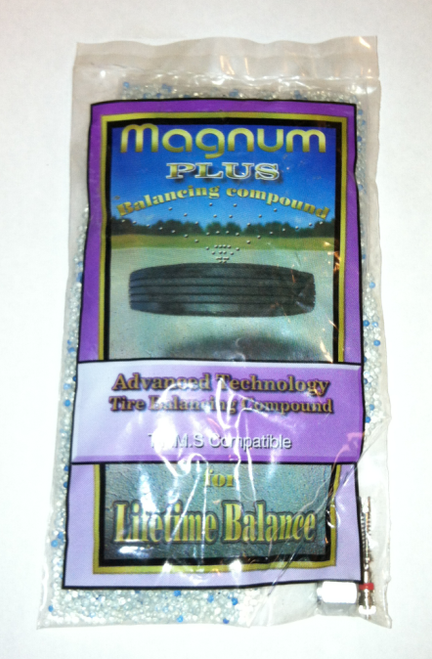 Magnum
PLUS
Balancing compound
Advanced Technology
Tire Balancing Compound
Compatible
for
Lifetime Balance